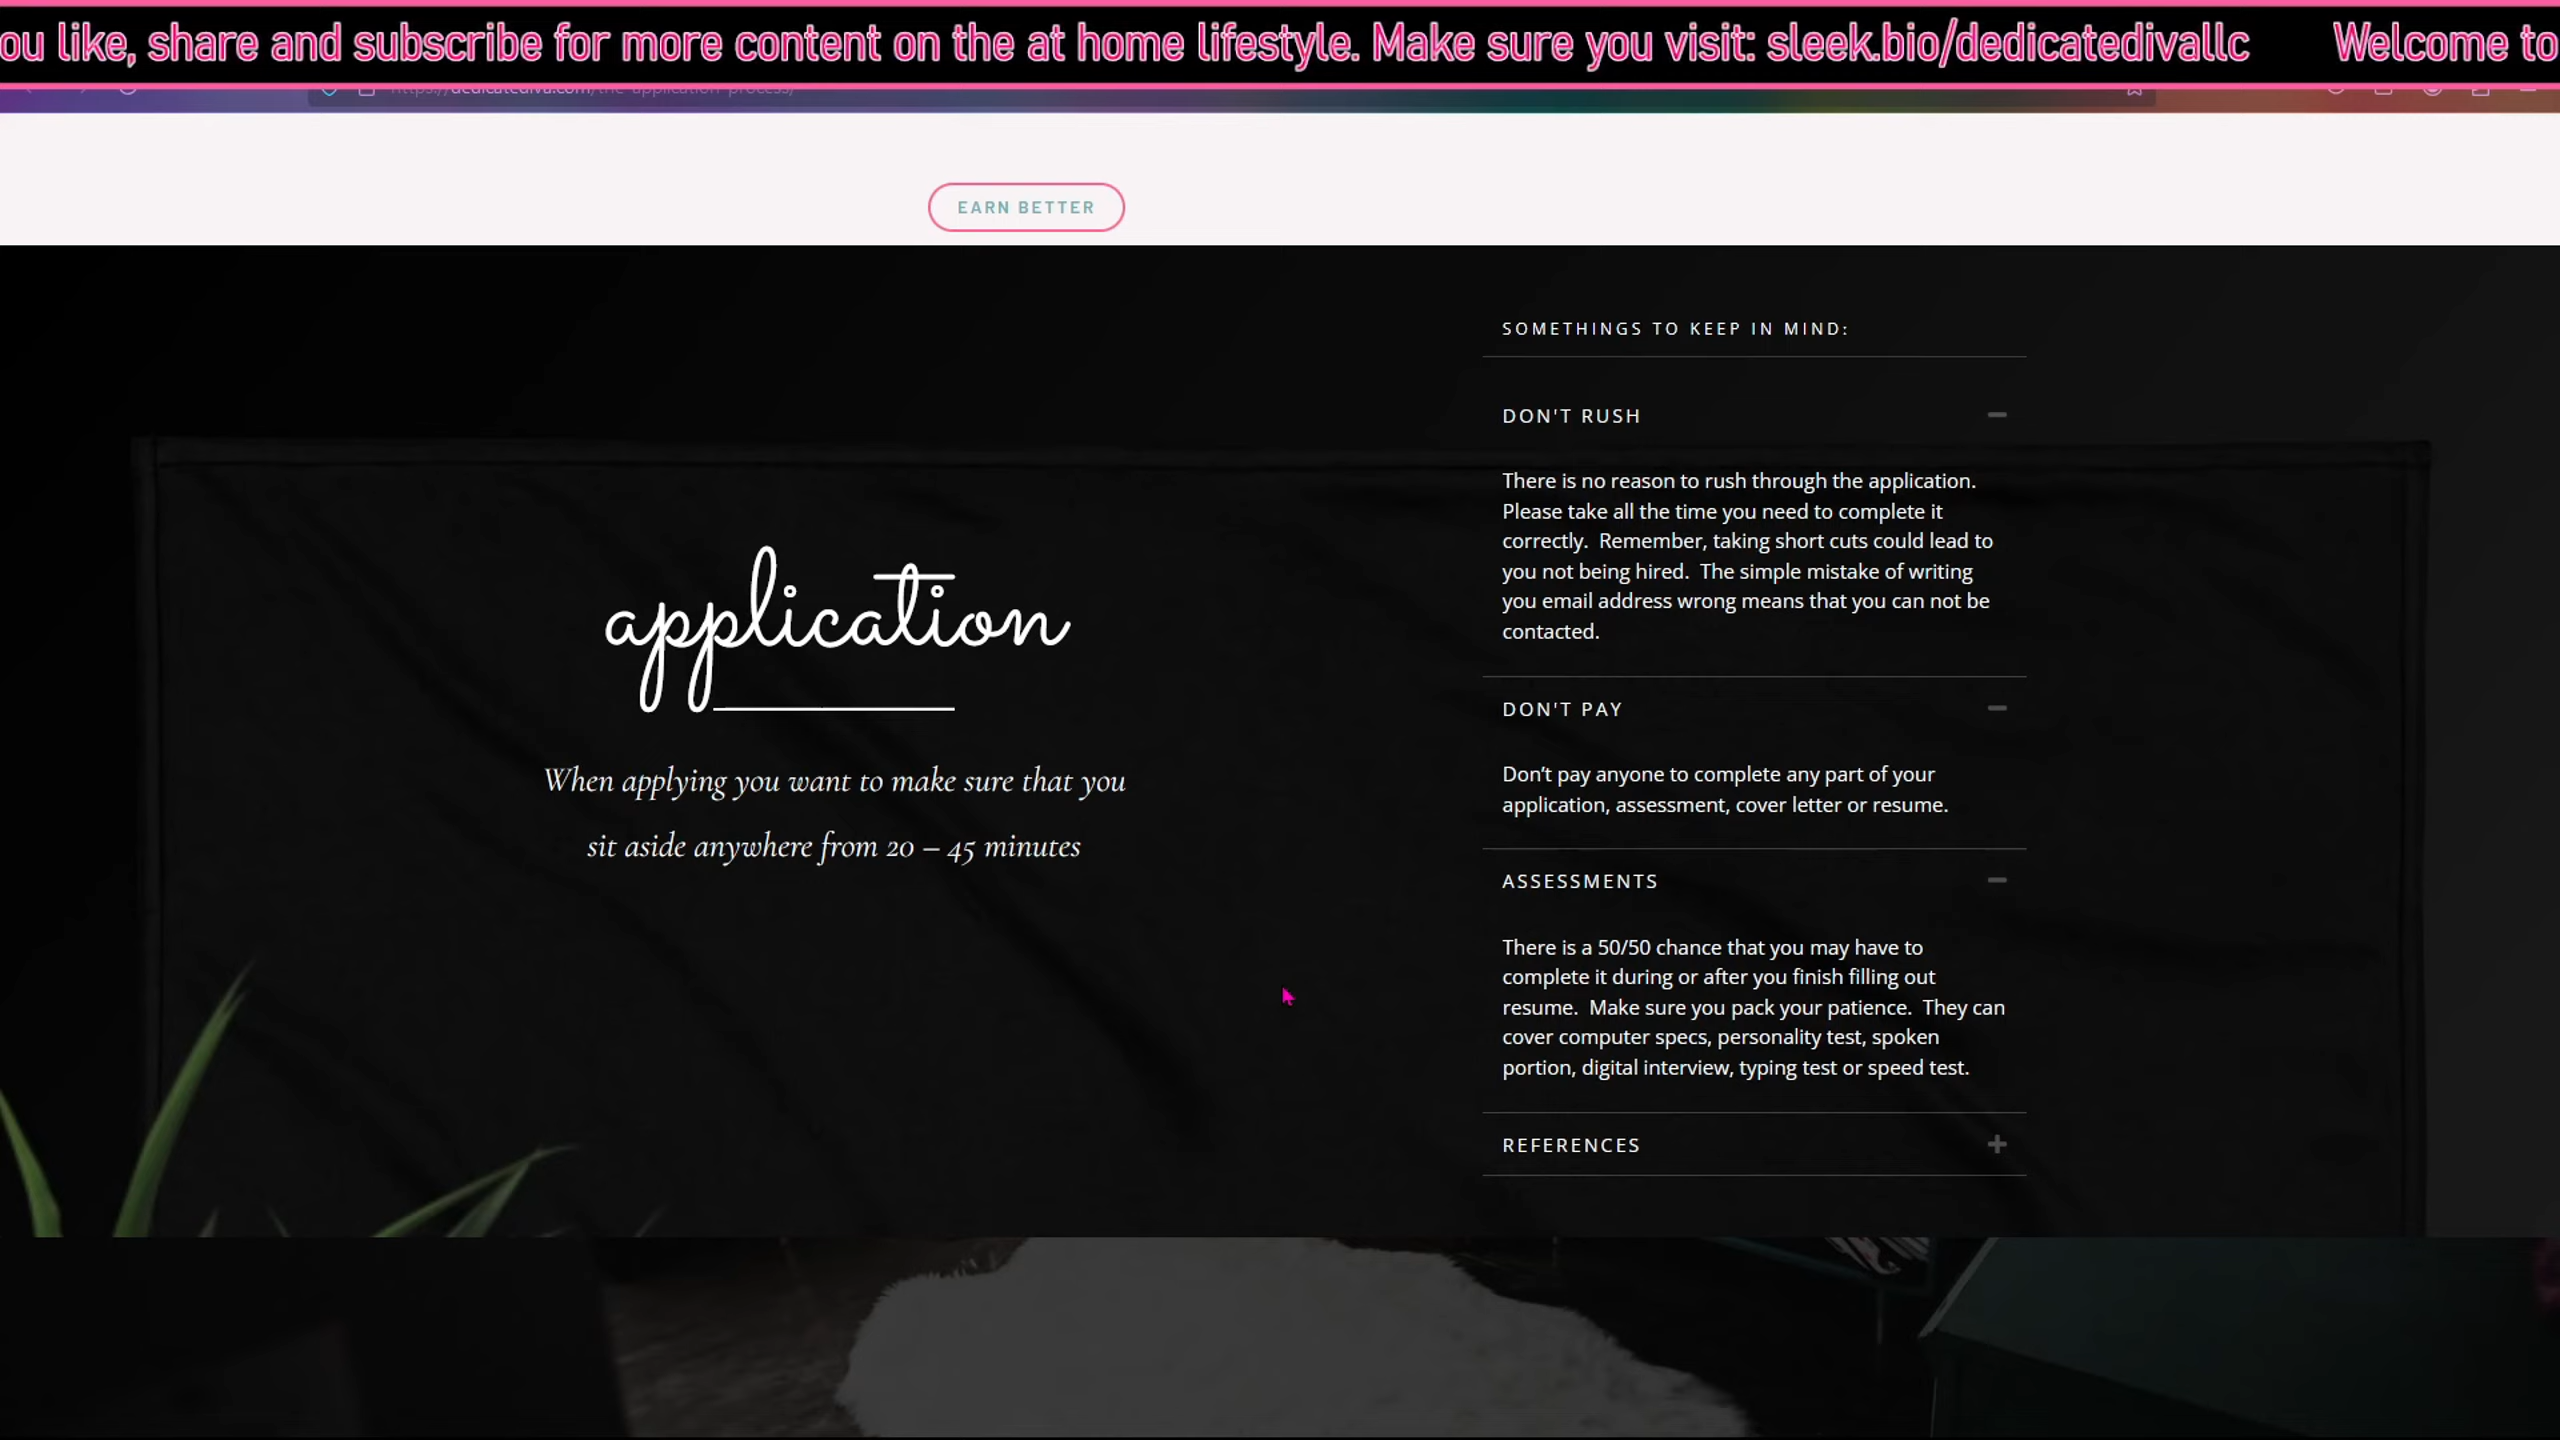 ou like, share and subscribe for more content on the at home lifestyle. Make sure you visit: sleek.bio/dedicatedivallc Welcome to
https://dedicatediva.com/the-application-process/
EARN BETTER
application
When applying you want to make sure that you
sit aside anywhere from 20 – 45 minutes
SOMETHINGS TO KEEP IN MIND:
DON'T RUSH
There is no reason to rush through the application.
Please take all the time you need to complete it
correctly.  Remember, taking short cuts could lead to
you not being hired.  The simple mistake of writing
you email address wrong means that you can not be
contacted.
DON'T PAY
Don’t pay anyone to complete any part of your
application, assessment, cover letter or resume.
ASSESSMENTS
There is a 50/50 chance that you may have to
complete it during or after you finish filling out
resume.  Make sure you pack your patience.  They can
cover computer specs, personality test, spoken
portion, digital interview, typing test or speed test.
REFERENCES